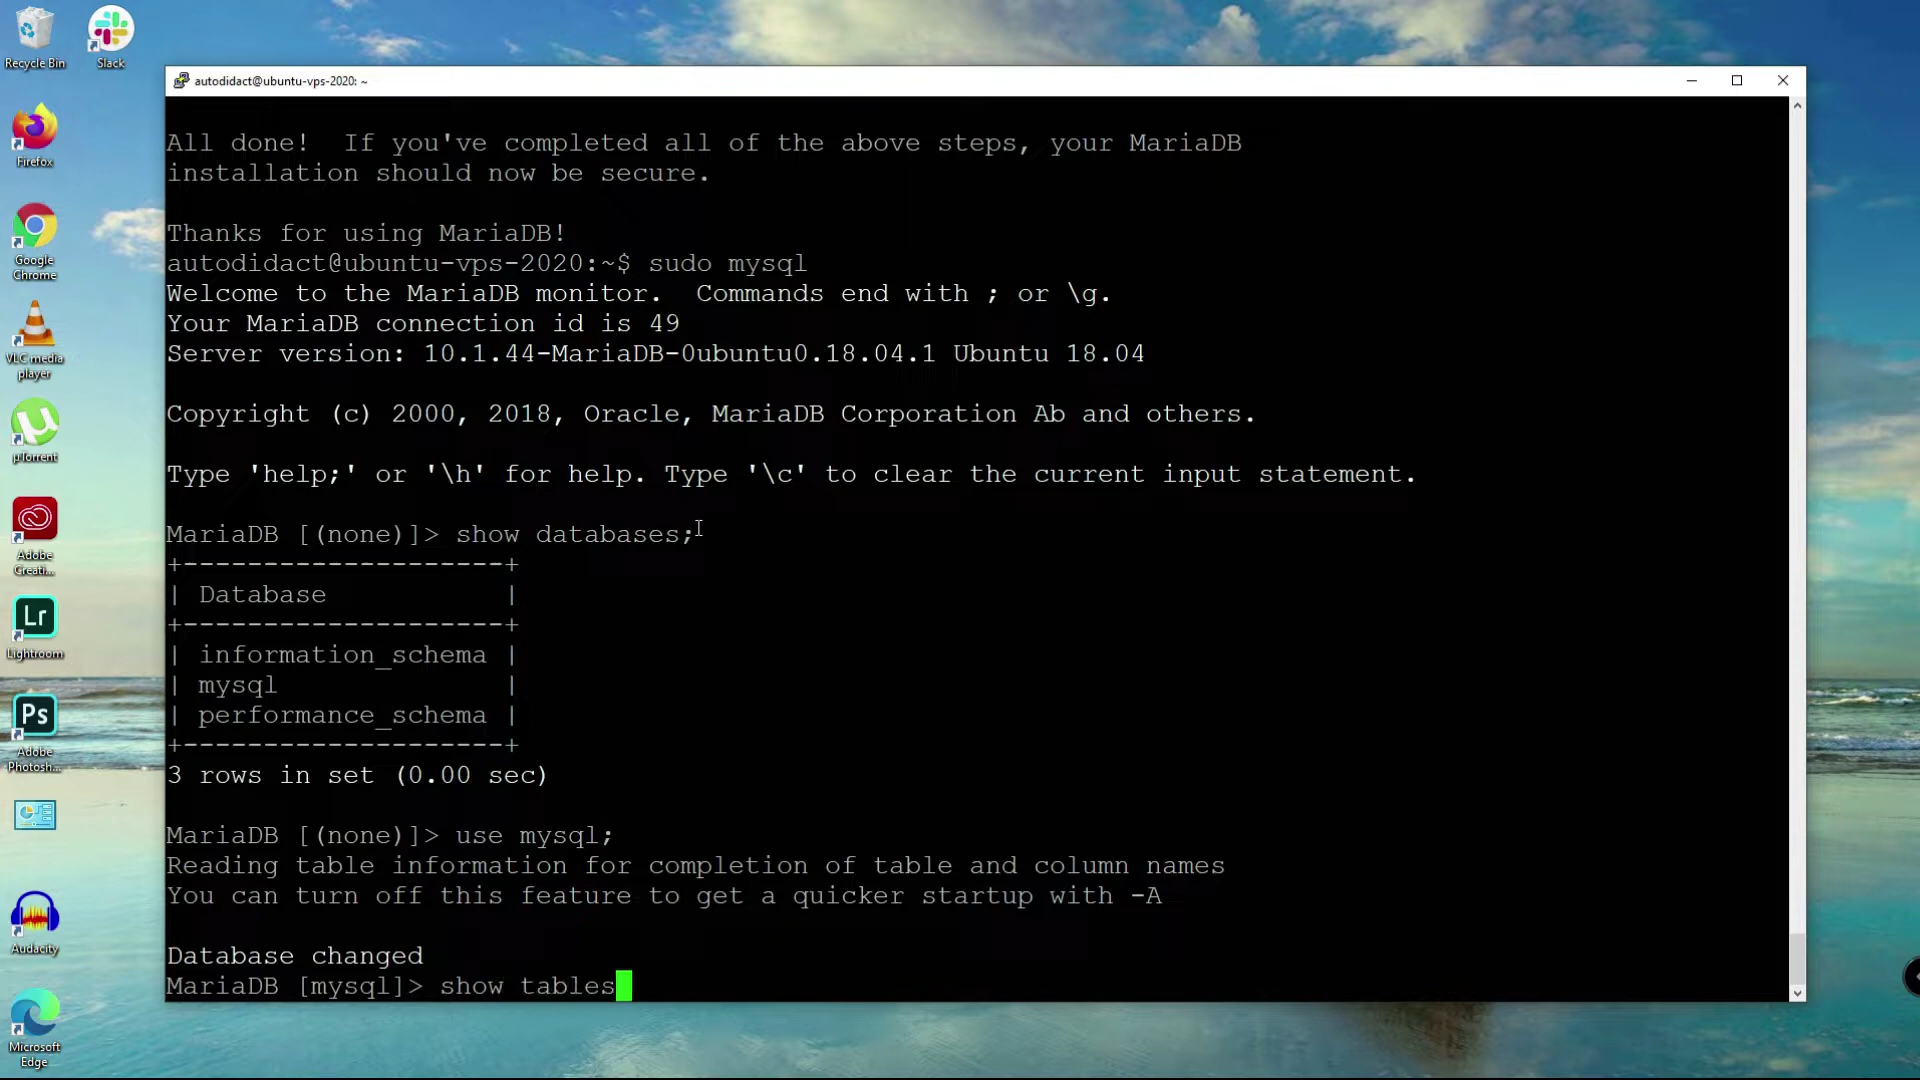 Recycle Bin
Slack
Firefox
Google
Chrome
VLC media
player
µTorrent
Adobe
Creati...
Lr
Lightroom
Ps
Adobe
Photosh...
Audacity
Microsoft
Edge
autodidact@ubuntu-vps-2020: ~
All done!  If you've completed all of the above steps, your MariaDB
installation should now be secure.
Thanks for using MariaDB!
autodidact@ubuntu-vps-2020:~$ sudo mysql
Welcome to the MariaDB monitor.  Commands end with ; or \g.
Your MariaDB connection id is 49
Server version: 10.1.44-MariaDB-0ubuntu0.18.04.1 Ubuntu 18.04
Copyright (c) 2000, 2018, Oracle, MariaDB Corporation Ab and others.
Type 'help;' or '\h' for help. Type '\c' to clear the current input statement.
MariaDB [(none)]> show databases;
+--------------------+
| Database           |
+--------------------+
| information_schema |
| mysql              |
| performance_schema |
+--------------------+
3 rows in set (0.00 sec)
MariaDB [(none)]> use mysql;
Reading table information for completion of table and column names
You can turn off this feature to get a quicker startup with -A
Database changed
MariaDB [mysql]> show tables